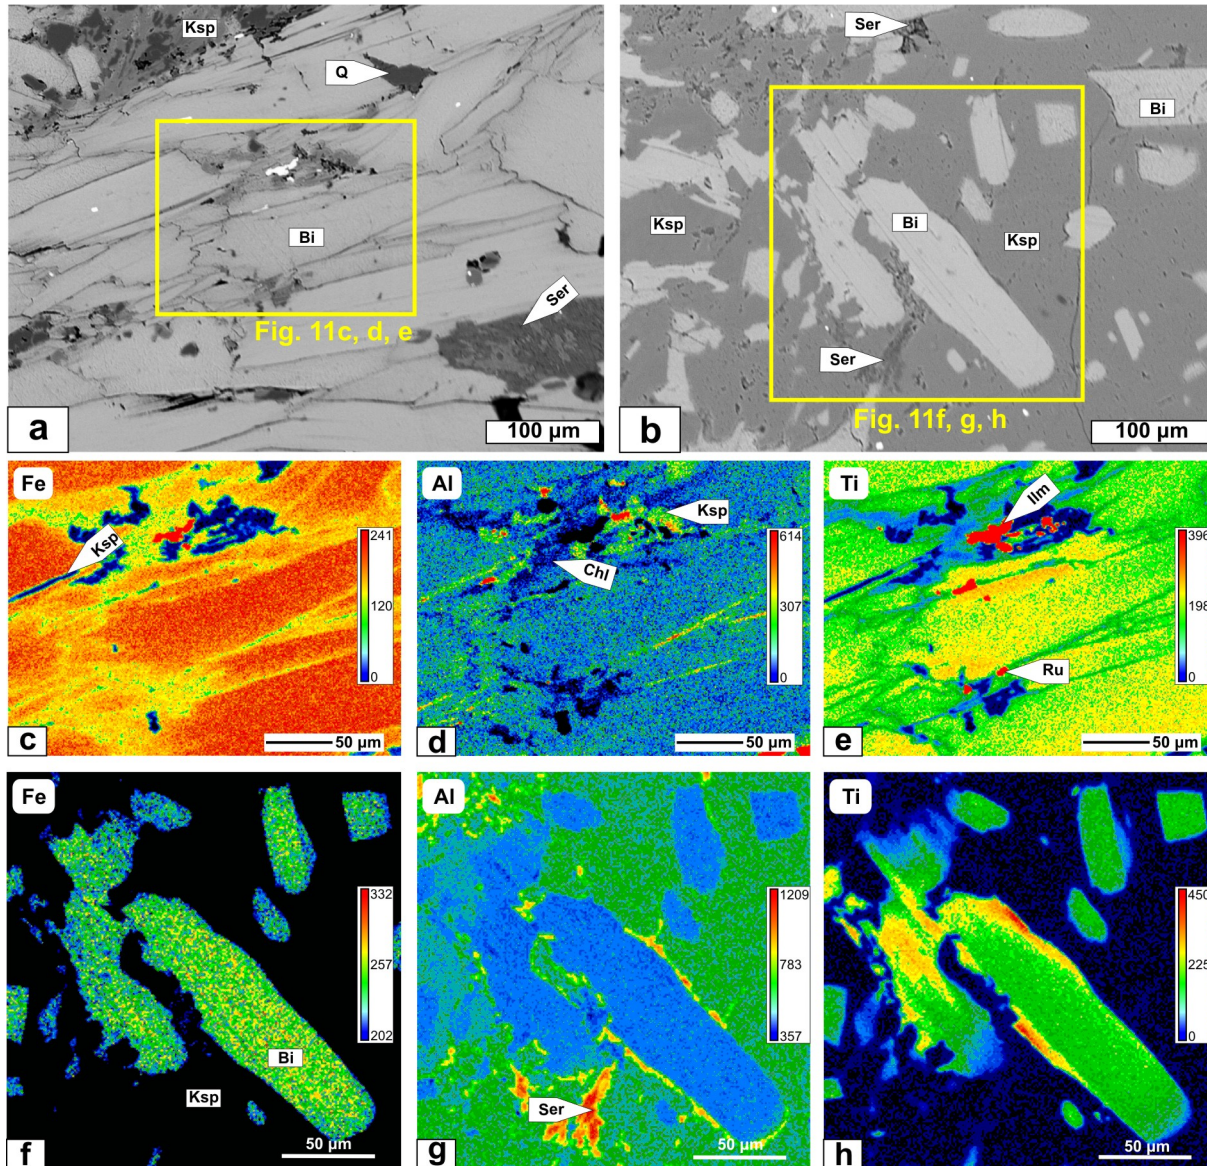 Ksp
Q
Bi
Ser
Fig. 11c, d, e
a
100 µm
Ser
Bi
Ksp
Bi
Ksp
Ser
Fig. 11f, g, h
b
100 µm
Fe
Ksp
241
120
0
c
50 µm
Al
Ksp
Chl
614
307
0
d
50 µm
Ti
Ilm
396
198
0
Ru
e
50 µm
Fe
332
257
202
Bi
Ksp
f
50 µm
Al
1209
783
357
Ser
g
50 µm
Ti
450
225
0
h
50 µm